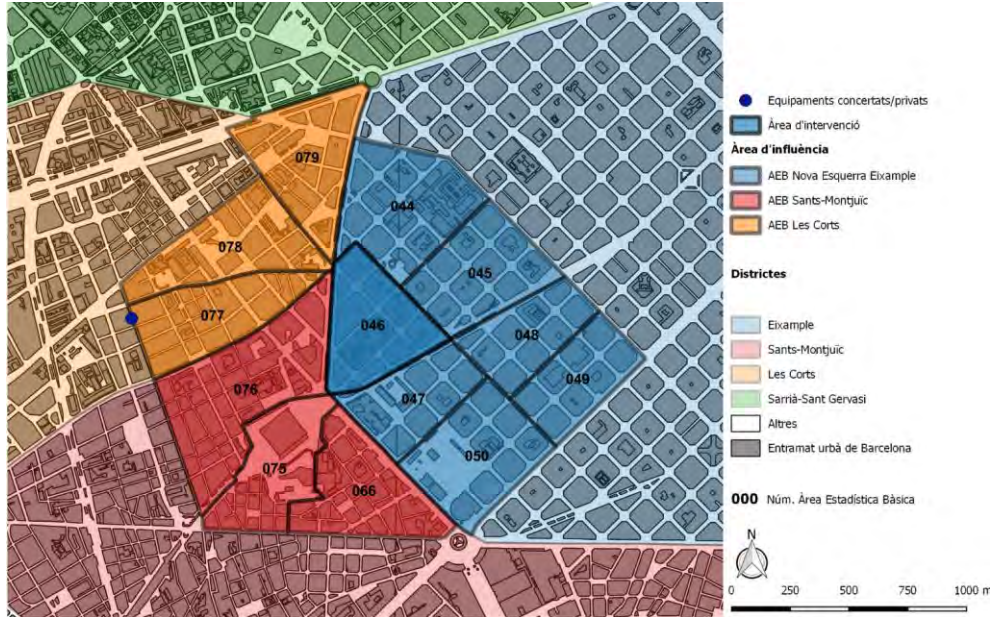 079
044
078
045
077
046
048
049
076
047
050
075
066
Equipaments concertats/privats
Àrea d'intervenció
Àrea d'influència
AEB Nova Esquerra Eixample
AEB Sants-Montjuïc
AEB Les Corts
Districtes
Eixample
Sants-Montjuïc
Les Corts
Sarrià-Sant Gervasi
Altres
Entramat urbà de Barcelona
000 Núm. Àrea Estadística Bàsica
N
0 250 500 750 1000 m